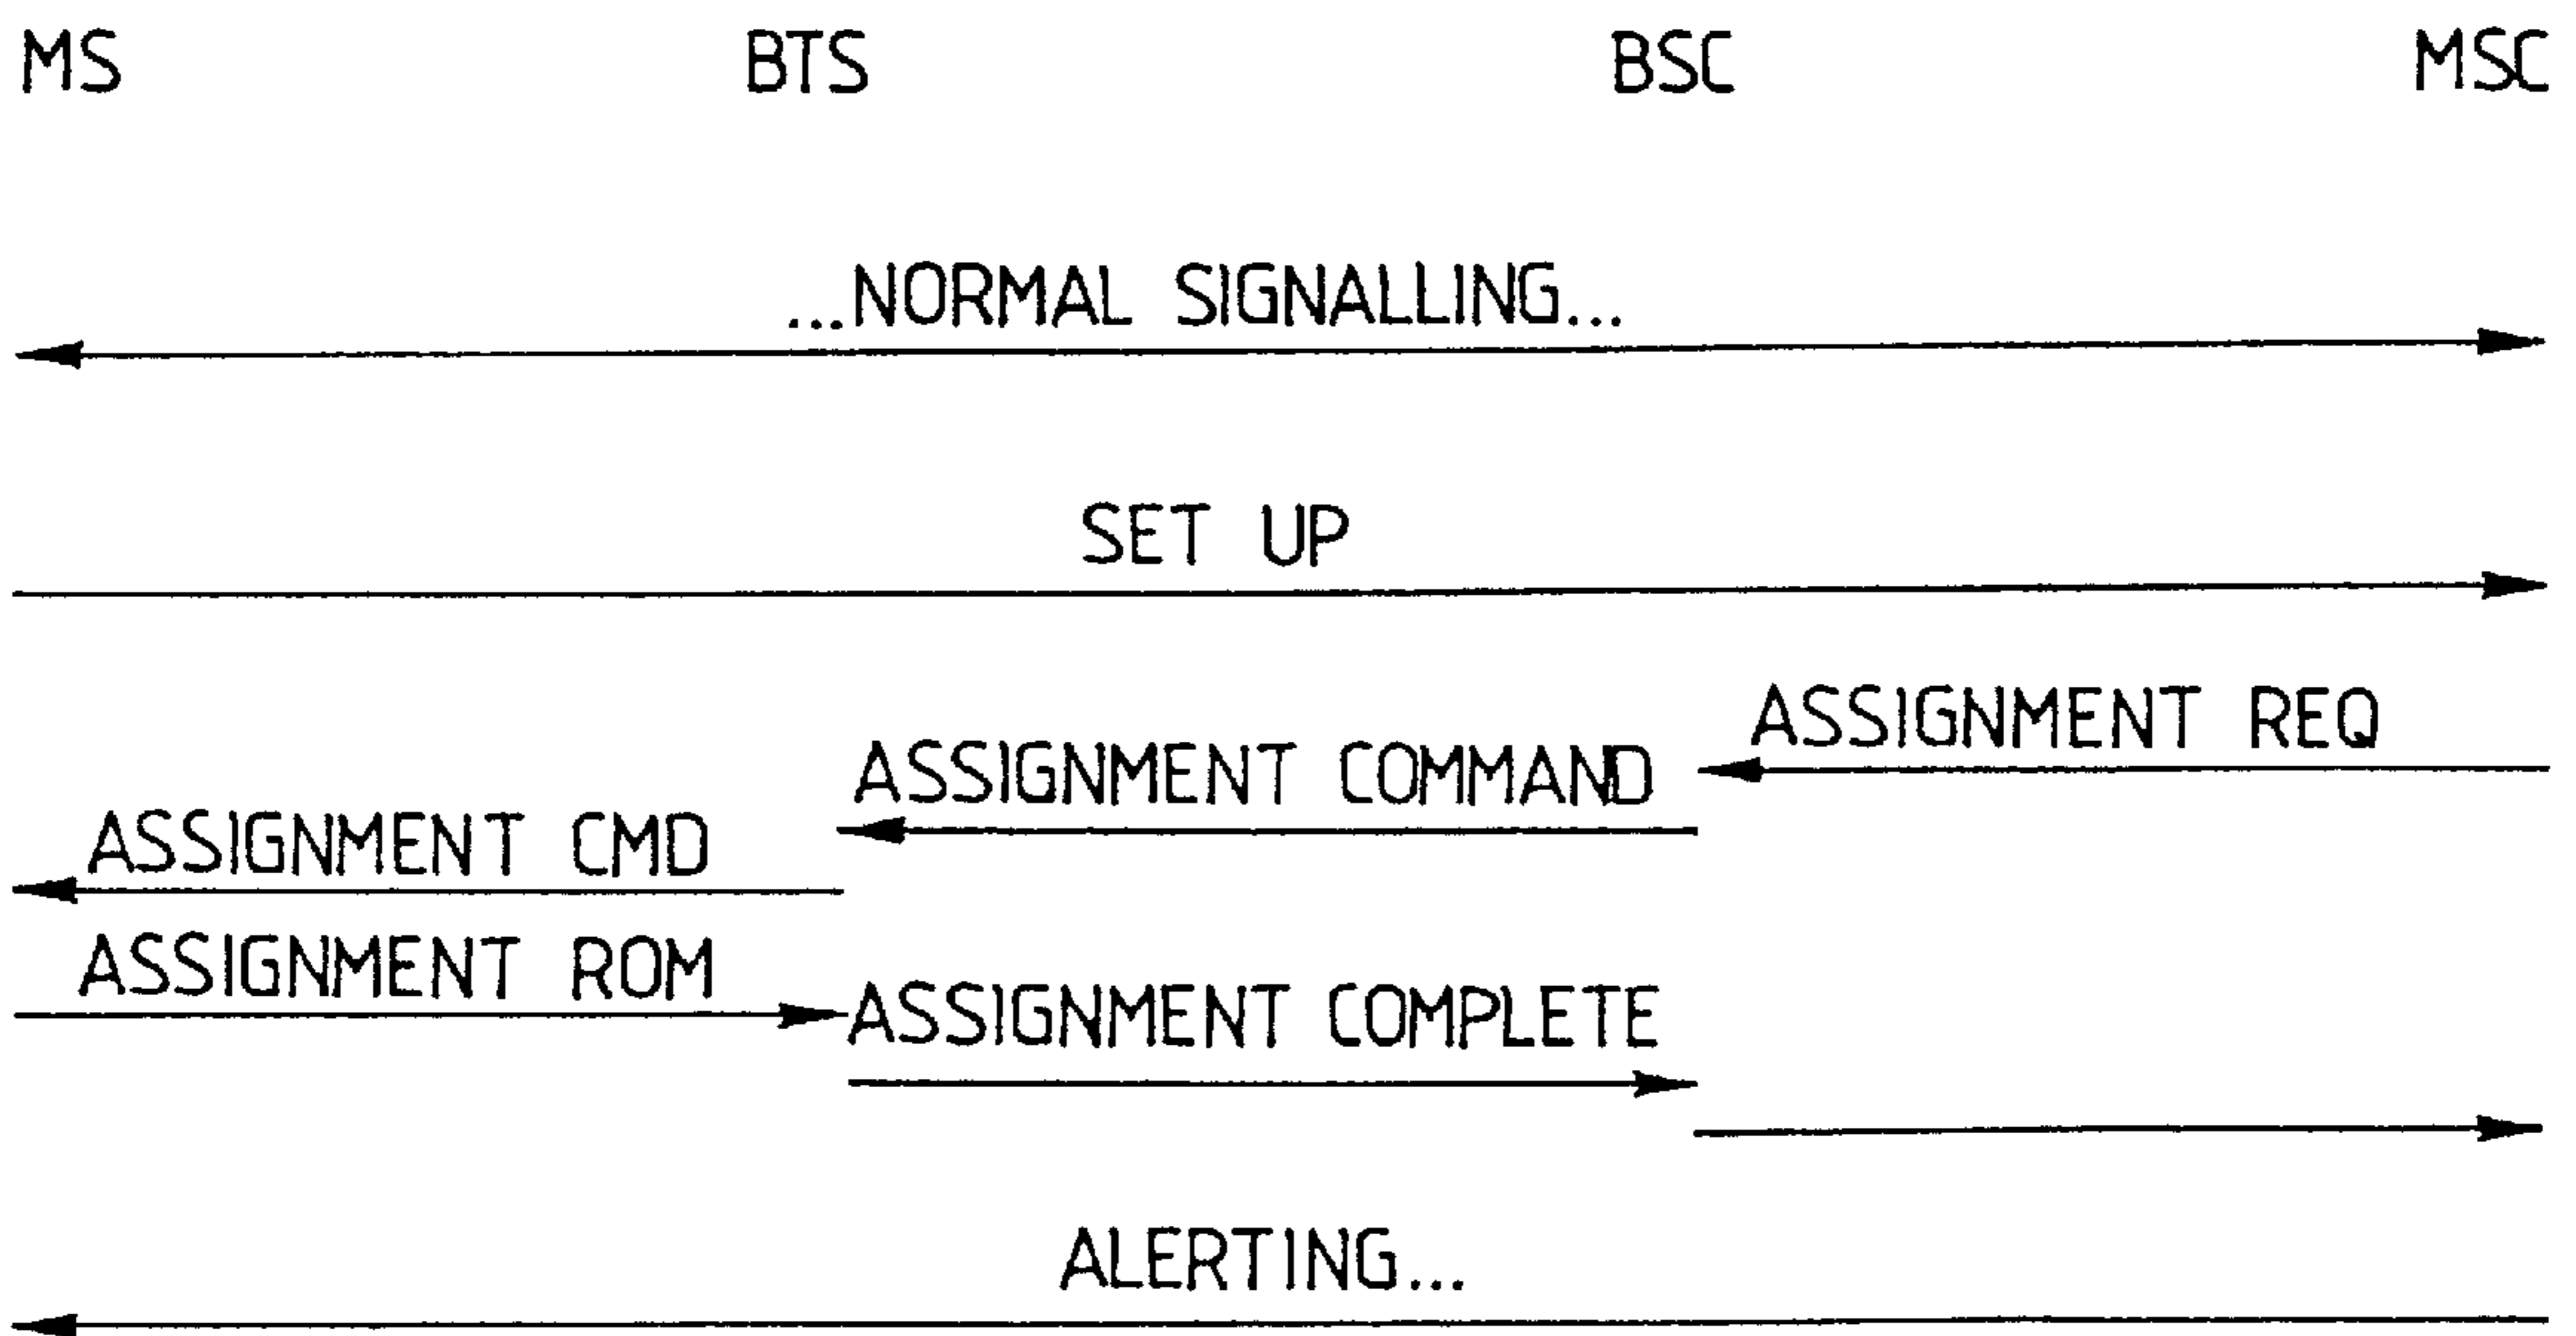 MS BTS BSC MSC
...NORMAL SIGNALLING...
SET UP
ASSIGNMENT REQ
ASSIGNMENT COMMAND
ASSIGNMENT CMD
ASSIGNMENT ROM
ASSIGNMENT COMPLETE
ALERTING...